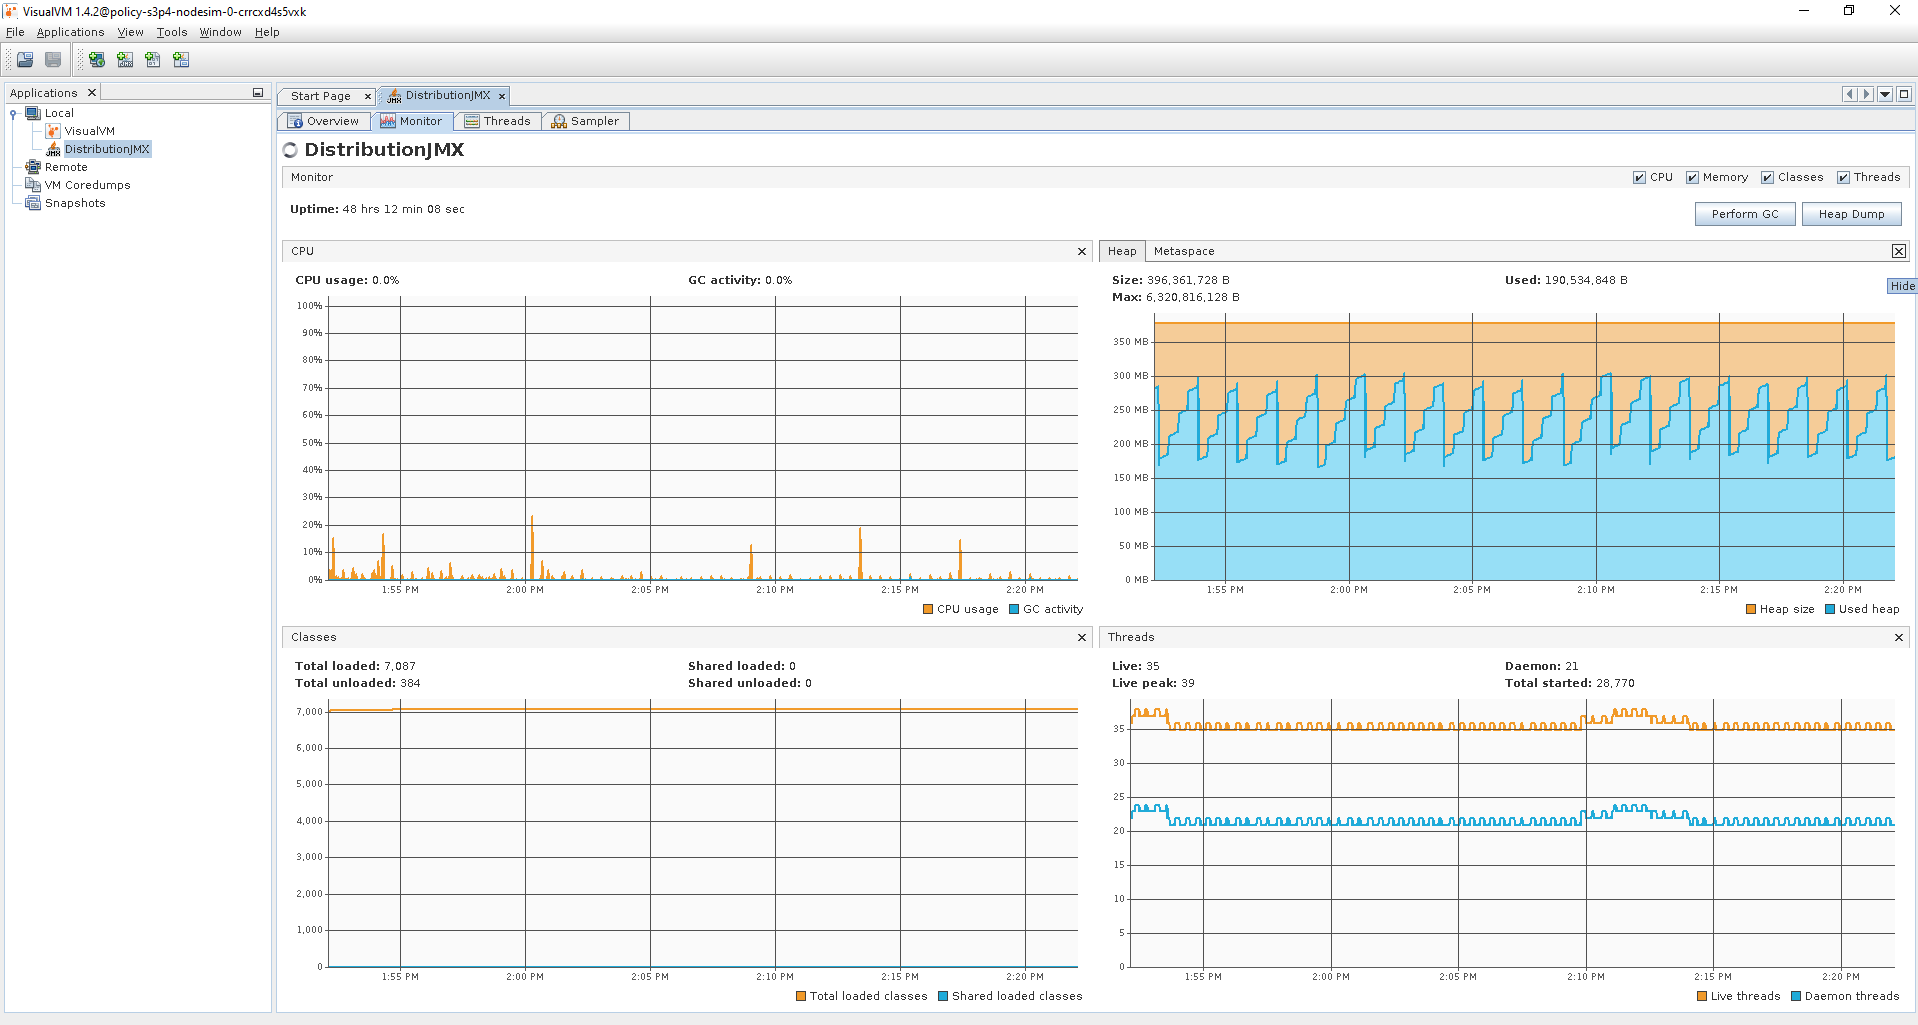 VisualVM 1.4.2@policy-s3p4-nodesim-0-crrcxd4s5vxk
File Applications View Tools Window Help
Applications
Local
VisualVM
DistributionJMX
Remote
VM Coredumps
Snapshots
Start Page DistributionJMX
Overview Monitor Threads Sampler
DistributionJMX
Monitor CPU Memory Classes Threads
Uptime: 48 hrs 12 min 08 sec
Perform GC Heap Dump
CPU
CPU usage: 0.0% GC activity: 0.0%
100%
90%
80%
70%
60%
50%
40%
30%
20%
10%
0%
1:55 PM 2:00 PM 2:05 PM 2:10 PM 2:15 PM 2:20 PM
CPU usage GC activity
Heap Metaspace
Size: 396,361,728 B Used: 190,534,848 B
Max: 6,320,816,128 B
Hide
350 MB
300 MB
250 MB
200 MB
150 MB
100 MB
50 MB
0 MB
1:55 PM 2:00 PM 2:05 PM 2:10 PM 2:15 PM 2:20 PM
Heap size Used heap
Classes
Total loaded: 7,087 Shared loaded: 0
Total unloaded: 384 Shared unloaded: 0
7,000
6,000
5,000
4,000
3,000
2,000
1,000
0
1:55 PM 2:00 PM 2:05 PM 2:10 PM 2:15 PM 2:20 PM
Total loaded classes Shared loaded classes
Threads
Live: 35 Daemon: 21
Live peak: 39 Total started: 28,770
35
30
25
20
15
10
5
0
1:55 PM 2:00 PM 2:05 PM 2:10 PM 2:15 PM 2:20 PM
Live threads Daemon threads